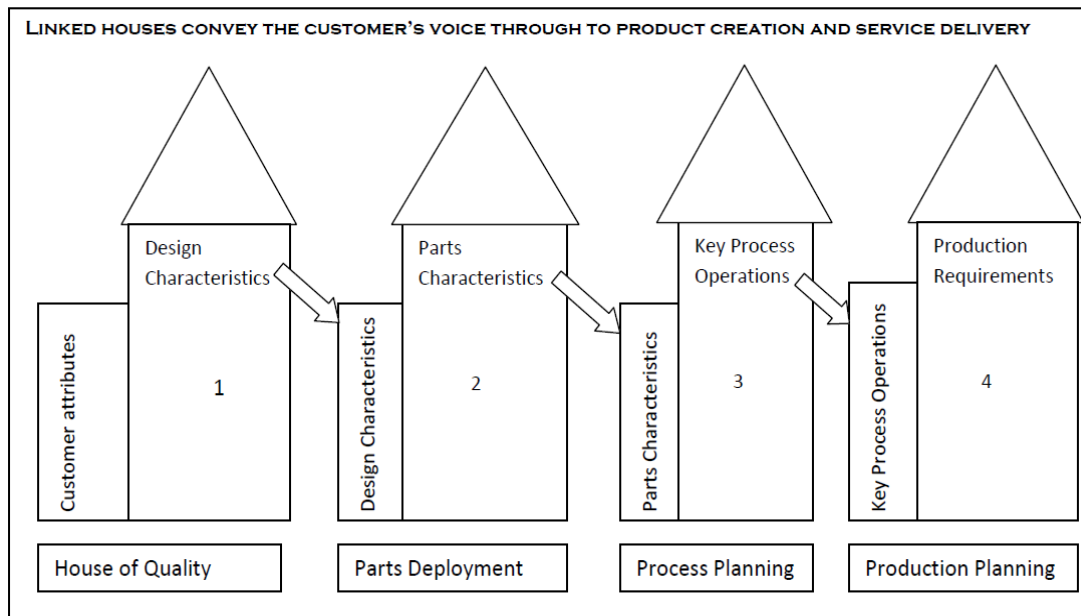 LINKED HOUSES CONVEY THE CUSTOMER'S VOICE THROUGH TO PRODUCT CREATION AND SERVICE DELIVERY
Design
Characteristics
Customer attributes
1
Parts
Characteristics
Design Characteristics
2
Key Process
Operations
Parts Characteristics
3
Production
Requirements
Key Process Operations
4
House of Quality
Parts Deployment
Process Planning
Production Planning